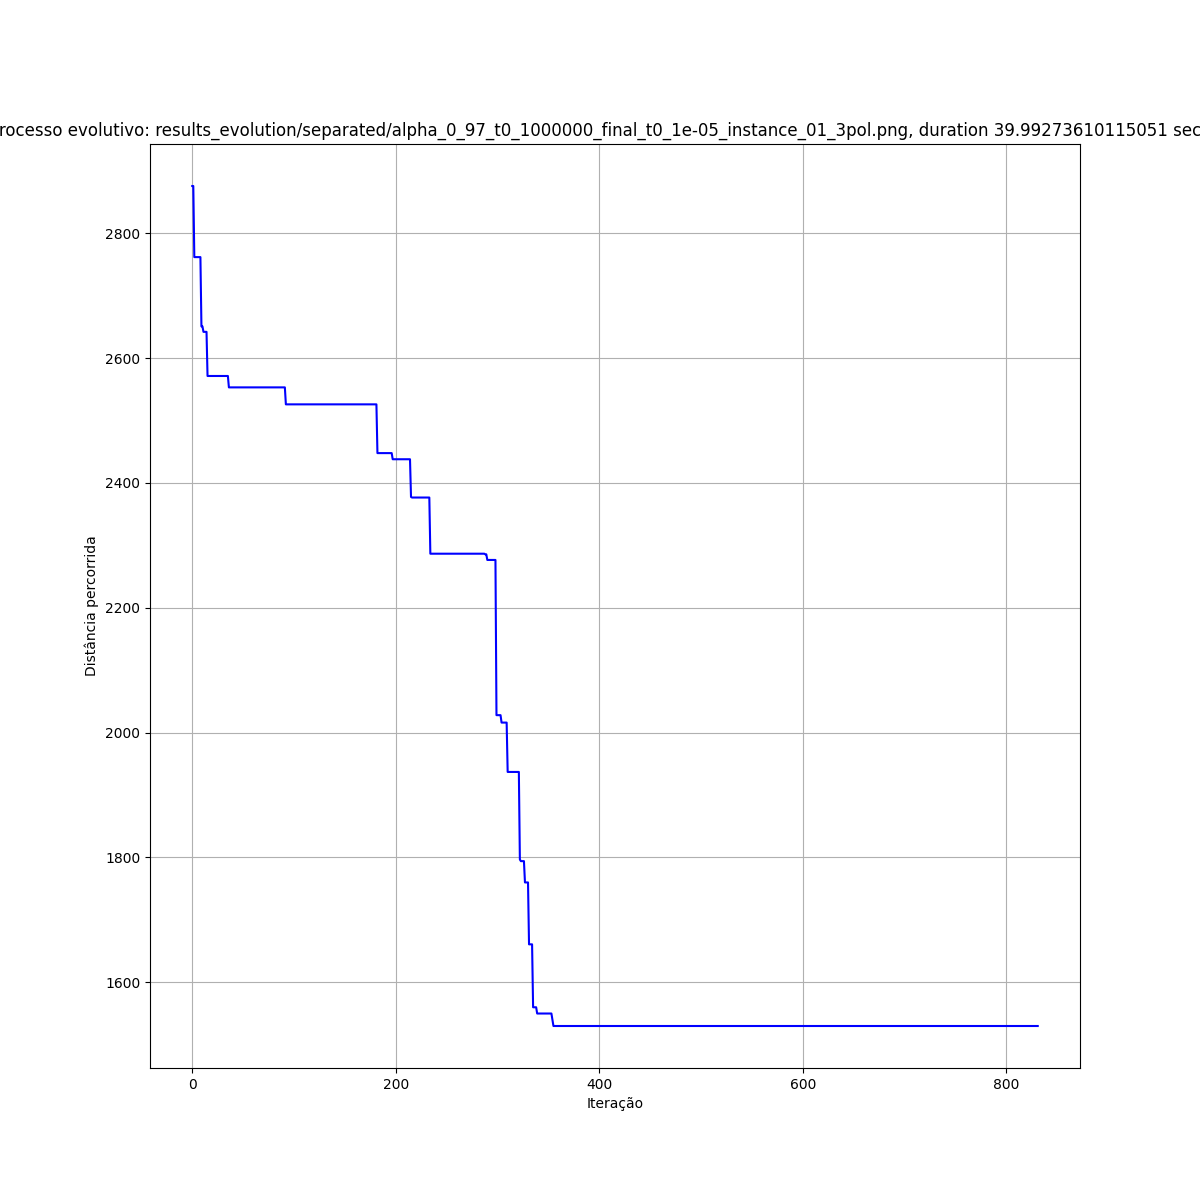 rocesso evolutivo: results_evolution/separated/alpha_0_97_t0_1000000_final_t0_1e-05_instance_01_3pol.png, duration 39.99273610115051 sec
2800
2600
2400
2200
2000
1800
1600
Distância percorrida
0 200 400 600 800
Iteração